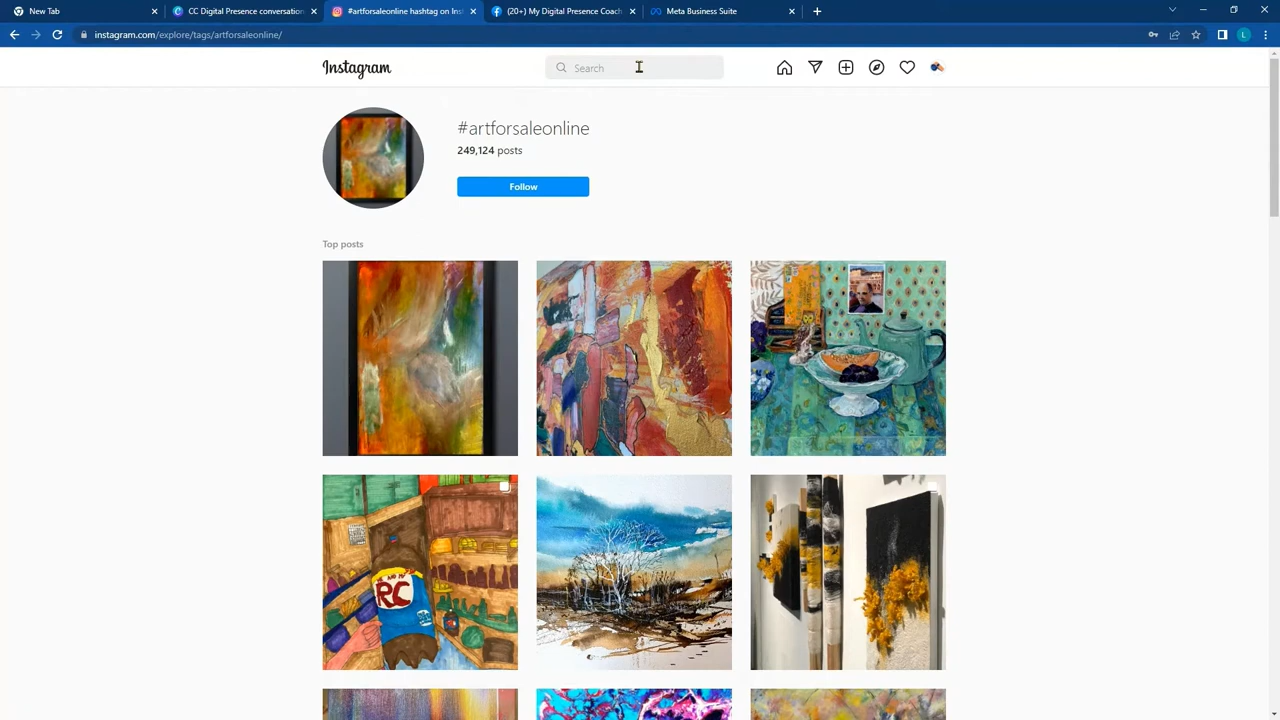 New Tab
CC Digital Presence conversation
#artforsaleonline hashtag on Inst
(20+) My Digital Presence Coach
Meta Business Suite
instagram.com/explore/tags/artforsaleonline/
L
Instagram
Search
#artforsaleonline
249,124 posts
Follow
Top posts
RC